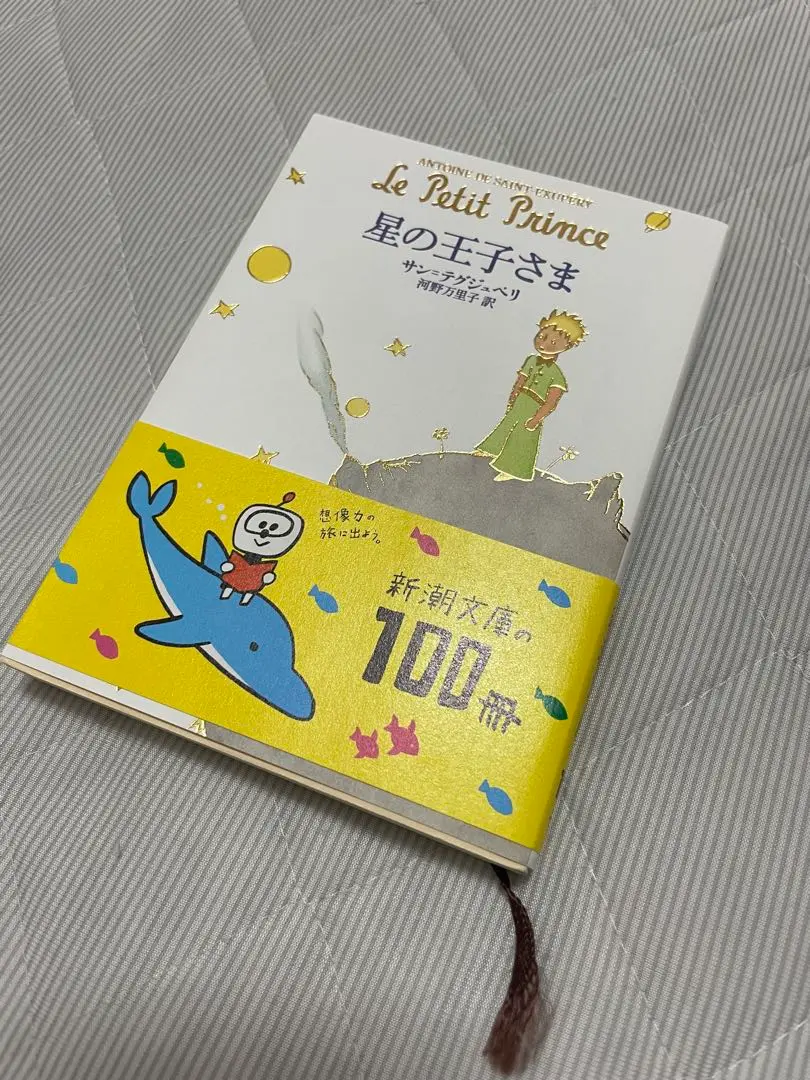 ANTOINE DE SAINT-EXUPÉRY
Le Petit Prince
星の王子さま
サン=テグジュペリ
河野万里子 訳
想像力の
旅に出よう。
新潮文庫の
100冊